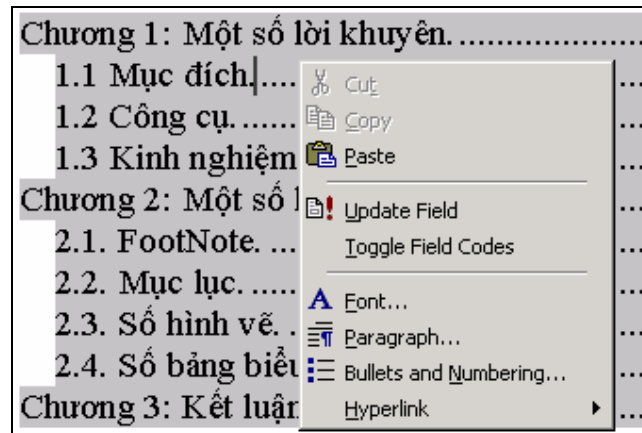 Chương 1: Một số lời khuyên. .....................
1.1 Mục đích. .... ...
1.2 Công cụ. ....... ...
1.3 Kinh nghiệm ...
Chương 2: Một số ...
2.1. FootNote. ... ...
2.2. Mục lục. ...... ...
2.3. Số hình vẽ. . ...
2.4. Số bảng biểu ...
Chương 3: Kết luận ...
Cut
Copy
Paste
Update Field
Toggle Field Codes
Font...
Paragraph...
Bullets and Numbering...
Hyperlink